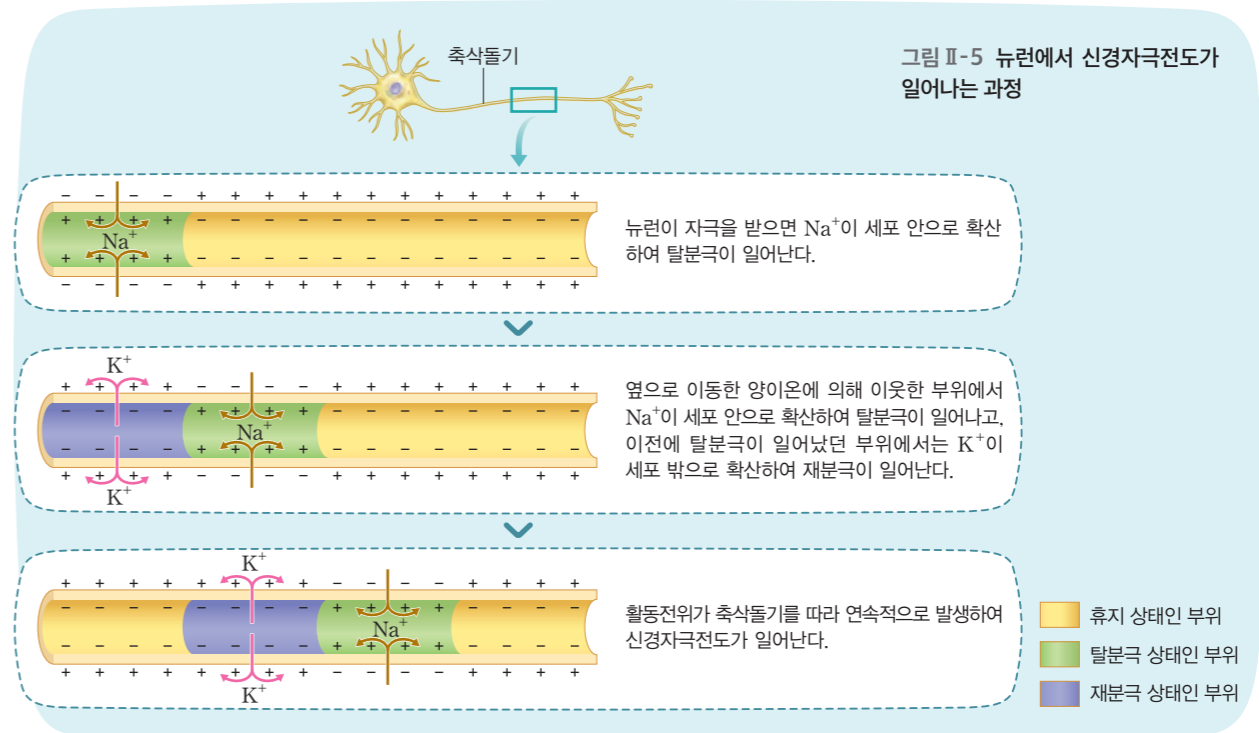 축삭돌기
그림 Ⅱ-5 뉴런에서 신경자극전도가
일어나는 과정
− − − − + + + + + + + + + + + +
+ + + + − − − − − − − − − − − −
Na⁺
+ + + + − − − − − − − − − − − −
− − − − + + + + + + + + + + + +
뉴런이 자극을 받으면 Na⁺이 세포 안으로 확산
하여 탈분극이 일어난다.
K⁺
+ + + + − − − − + + + + + + + +
− − − − + + + + − − − − − − − −
Na⁺
− − − − + + + + − − − − − − − −
+ + + + − − − − + + + + + + + +
K⁺
옆으로 이동한 양이온에 의해 이웃한 부위에서
Na⁺이 세포 안으로 확산하여 탈분극이 일어나고,
이전에 탈분극이 일어났던 부위에서는 K⁺이
세포 밖으로 확산하여 재분극이 일어난다.
K⁺
+ + + + + + + + − − − − + + + +
− − − − − − − − + + + + − − − −
Na⁺
− − − − − − − − + + + + − − − −
+ + + + + + + + − − − − + + + +
K⁺
활동전위가 축삭돌기를 따라 연속적으로 발생하여
신경자극전도가 일어난다.
휴지 상태인 부위
탈분극 상태인 부위
재분극 상태인 부위